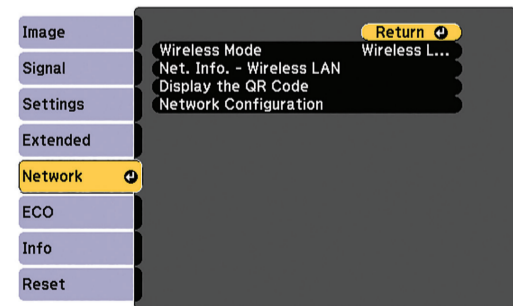 Image
Signal
Settings
Extended
Network
ECO
Info
Reset
Return
Wireless Mode Wireless L...
Net. Info. - Wireless LAN
Display the QR Code
Network Configuration